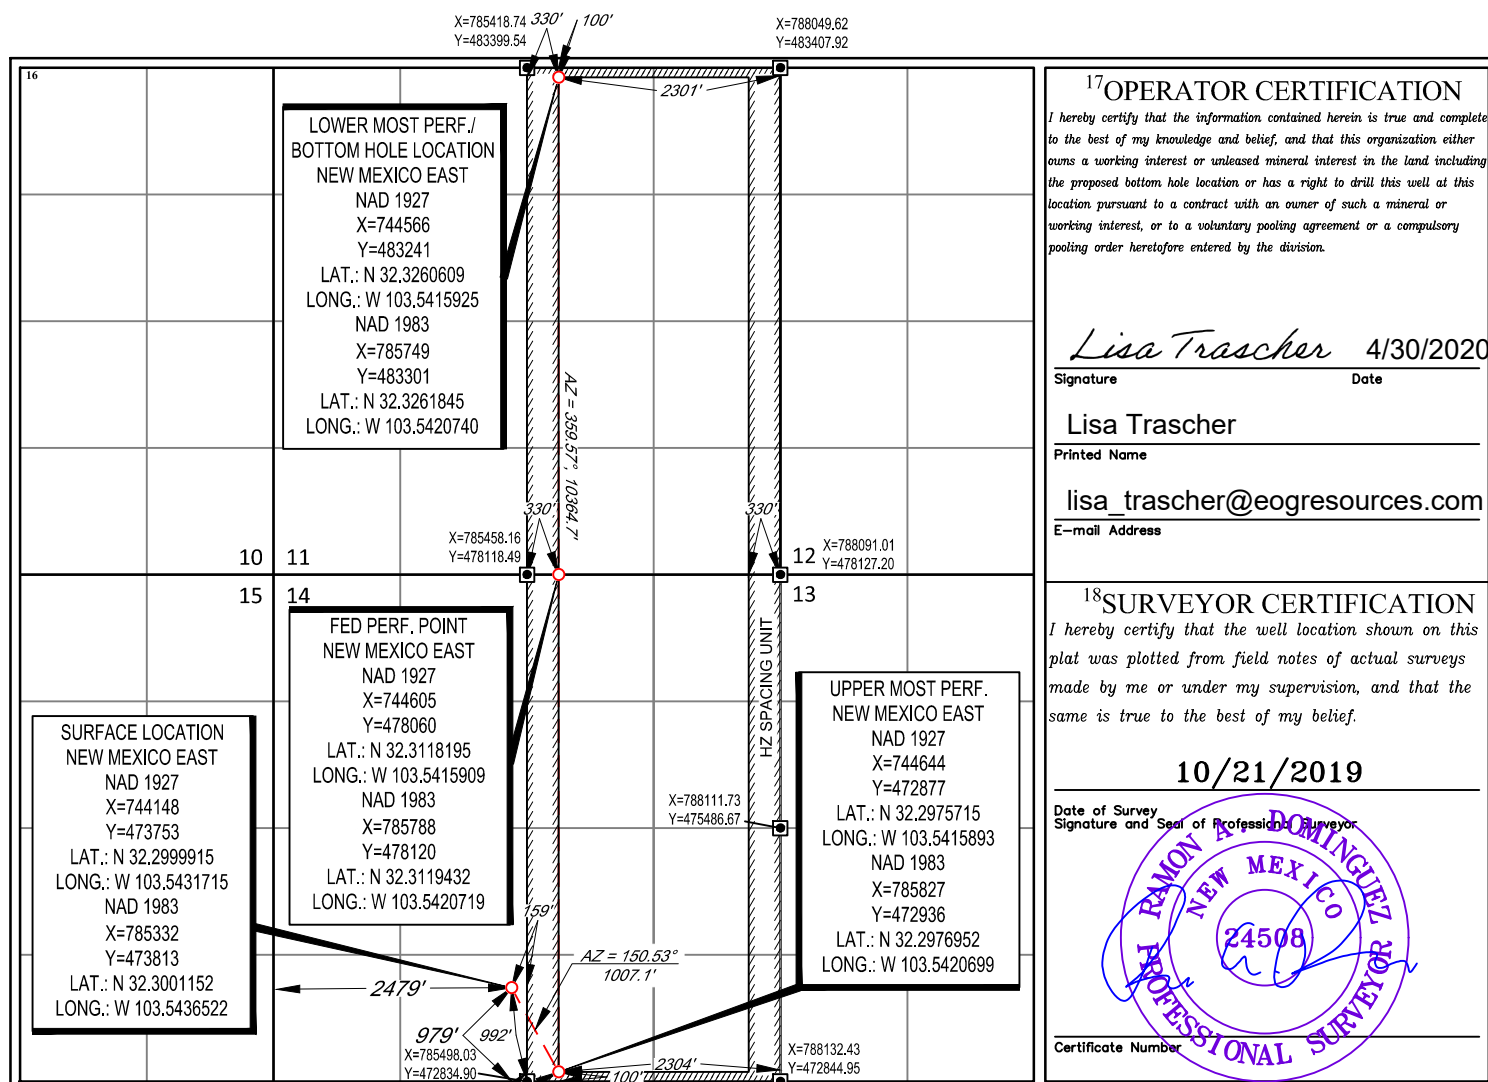 X=785418.74
Y=483399.54
330'
100'
X=788049.62
Y=483407.92
16
2301'
LOWER MOST PERF./
BOTTOM HOLE LOCATION
NEW MEXICO EAST
NAD 1927
X=744566
Y=483241
LAT.: N 32.3260609
LONG.: W 103.5415925
NAD 1983
X=785749
Y=483301
LAT.: N 32.3261845
LONG.: W 103.5420740
AZ = 359.57°, 10364.7'
330'
330'
X=785458.16
Y=478118.49
X=788091.01
Y=478127.20
10
11
12
15
14
13
FED PERF. POINT
NEW MEXICO EAST
NAD 1927
X=744605
Y=478060
LAT.: N 32.3118195
LONG.: W 103.5415909
NAD 1983
X=785788
Y=478120
LAT.: N 32.3119432
LONG.: W 103.5420719
HZ SPACING UNIT
UPPER MOST PERF.
NEW MEXICO EAST
NAD 1927
X=744644
Y=472877
LAT.: N 32.2975715
LONG.: W 103.5415893
NAD 1983
X=785827
Y=472936
LAT.: N 32.2976952
LONG.: W 103.5420699
SURFACE LOCATION
NEW MEXICO EAST
NAD 1927
X=744148
Y=473753
LAT.: N 32.2999915
LONG.: W 103.5431715
NAD 1983
X=785332
Y=473813
LAT.: N 32.3001152
LONG.: W 103.5436522
X=788111.73
Y=475486.67
159'
AZ = 150.53°
1007.1'
2479'
979'
992'
X=785498.03
Y=472834.90
2304'
100'
X=788132.43
Y=472844.95
17 OPERATOR CERTIFICATION
I hereby certify that the information contained herein is true and complete
to the best of my knowledge and belief, and that this organization either
owns a working interest or unleased mineral interest in the land including
the proposed bottom hole location or has a right to drill this well at this
location pursuant to a contract with an owner of such a mineral or
working interest, or to a voluntary pooling agreement or a compulsory
pooling order heretofore entered by the division.
Lisa Trascher 4/30/2020
Signature Date
Lisa Trascher
Printed Name
lisa_trascher@eogresources.com
E-mail Address
18 SURVEYOR CERTIFICATION
I hereby certify that the well location shown on this
plat was plotted from field notes of actual surveys
made by me or under my supervision, and that the
same is true to the best of my belief.
10/21/2019
Date of Survey
Signature and Seal of Professional Surveyor
RAMON A. DOMINGUEZ
NEW MEXICO
24508
PROFESSIONAL SURVEYOR
Certificate Number